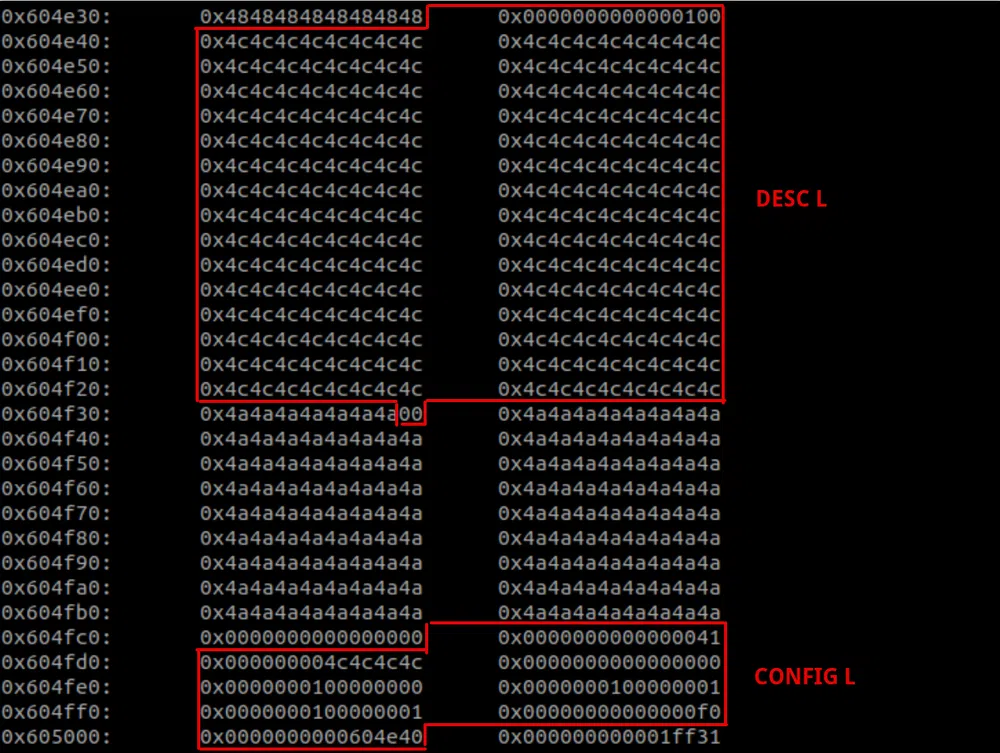 0x604e30: 0x4848484848484848 0x0000000000000100
0x604e40: 0x4c4c4c4c4c4c4c4c 0x4c4c4c4c4c4c4c4c
0x604e50: 0x4c4c4c4c4c4c4c4c 0x4c4c4c4c4c4c4c4c
0x604e60: 0x4c4c4c4c4c4c4c4c 0x4c4c4c4c4c4c4c4c
0x604e70: 0x4c4c4c4c4c4c4c4c 0x4c4c4c4c4c4c4c4c
0x604e80: 0x4c4c4c4c4c4c4c4c 0x4c4c4c4c4c4c4c4c
0x604e90: 0x4c4c4c4c4c4c4c4c 0x4c4c4c4c4c4c4c4c
0x604ea0: 0x4c4c4c4c4c4c4c4c 0x4c4c4c4c4c4c4c4c
DESC L
0x604eb0: 0x4c4c4c4c4c4c4c4c 0x4c4c4c4c4c4c4c4c
0x604ec0: 0x4c4c4c4c4c4c4c4c 0x4c4c4c4c4c4c4c4c
0x604ed0: 0x4c4c4c4c4c4c4c4c 0x4c4c4c4c4c4c4c4c
0x604ee0: 0x4c4c4c4c4c4c4c4c 0x4c4c4c4c4c4c4c4c
0x604ef0: 0x4c4c4c4c4c4c4c4c 0x4c4c4c4c4c4c4c4c
0x604f00: 0x4c4c4c4c4c4c4c4c 0x4c4c4c4c4c4c4c4c
0x604f10: 0x4c4c4c4c4c4c4c4c 0x4c4c4c4c4c4c4c4c
0x604f20: 0x4c4c4c4c4c4c4c4c 0x4c4c4c4c4c4c4c4c
0x604f30: 0x4a4a4a4a4a4a4a00 0x4a4a4a4a4a4a4a4a
0x604f40: 0x4a4a4a4a4a4a4a4a 0x4a4a4a4a4a4a4a4a
0x604f50: 0x4a4a4a4a4a4a4a4a 0x4a4a4a4a4a4a4a4a
0x604f60: 0x4a4a4a4a4a4a4a4a 0x4a4a4a4a4a4a4a4a
0x604f70: 0x4a4a4a4a4a4a4a4a 0x4a4a4a4a4a4a4a4a
0x604f80: 0x4a4a4a4a4a4a4a4a 0x4a4a4a4a4a4a4a4a
0x604f90: 0x4a4a4a4a4a4a4a4a 0x4a4a4a4a4a4a4a4a
0x604fa0: 0x4a4a4a4a4a4a4a4a 0x4a4a4a4a4a4a4a4a
0x604fb0: 0x4a4a4a4a4a4a4a4a 0x4a4a4a4a4a4a4a4a
0x604fc0: 0x0000000000000000 0x0000000000000041
0x604fd0: 0x000000004c4c4c4c 0x0000000000000000
CONFIG L
0x604fe0: 0x0000000100000000 0x0000000100000001
0x604ff0: 0x0000000100000001 0x00000000000000f0
0x605000: 0x0000000000604e40 0x000000000001ff31